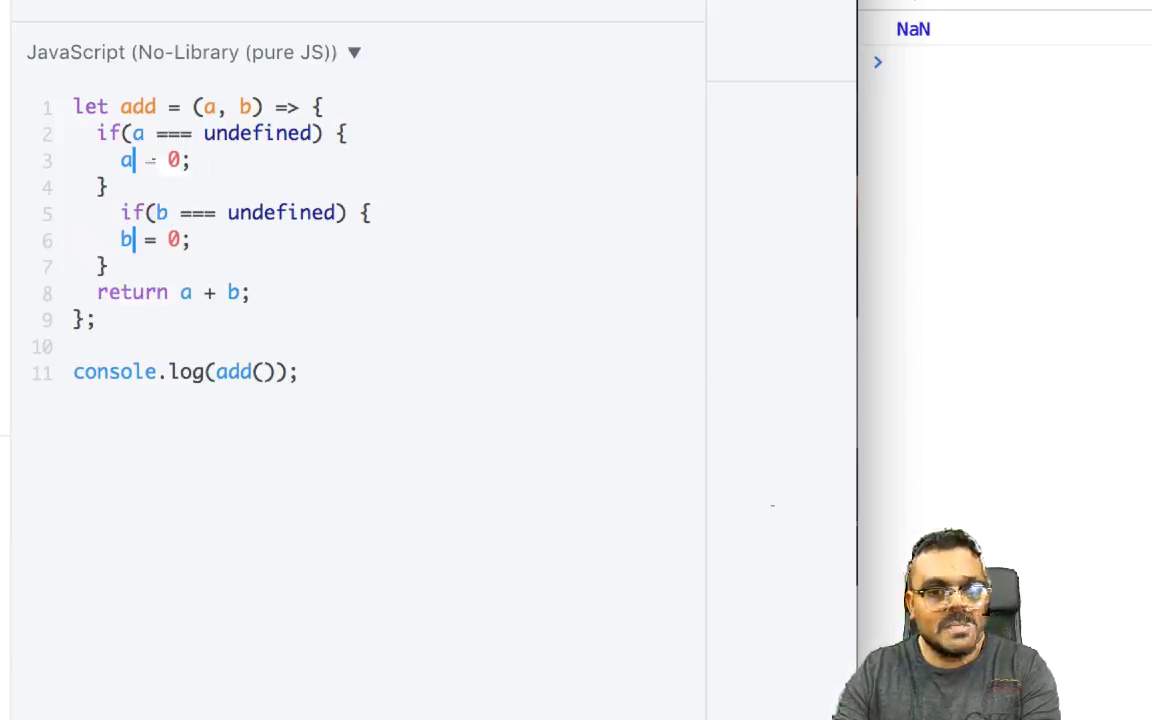 JavaScript (No-Library (pure JS)) ▼
1 let add = (a, b) => {
2 if(a === undefined) {
3 a = 0;
4 }
5 if(b === undefined) {
6 b = 0;
7 }
8 return a + b;
9 };
10
11 console.log(add());
NaN
>